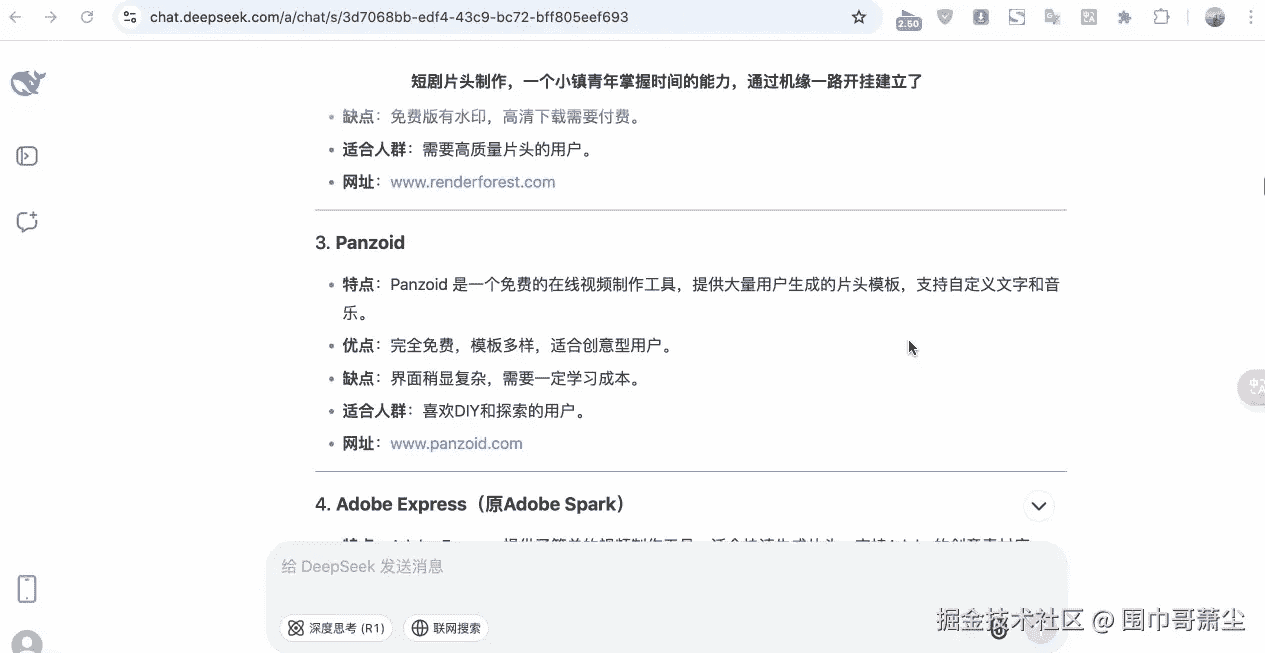 chat.deepseek.com/a/chat/s/3d7068bb-edf4-43c9-bc72-bff805eef693
2.50
短剧片头制作，一个小镇青年掌握时间的能力，通过机缘一路开挂建立了
缺点：免费版有水印，高清下载需要付费。
适合人群：需要高质量片头的用户。
网址：www.renderforest.com
3. Panzoid
特点：Panzoid 是一个免费的在线视频制作工具，提供大量用户生成的片头模板，支持自定义文字和音
乐。
优点：完全免费，模板多样，适合创意型用户。
缺点：界面稍显复杂，需要一定学习成本。
适合人群：喜欢DIY和探索的用户。
网址：www.panzoid.com
4. Adobe Express（原Adobe Spark）
给 DeepSeek 发送消息
深度思考 (R1)
联网搜索
掘金技术社区 @ 围巾哥萧尘